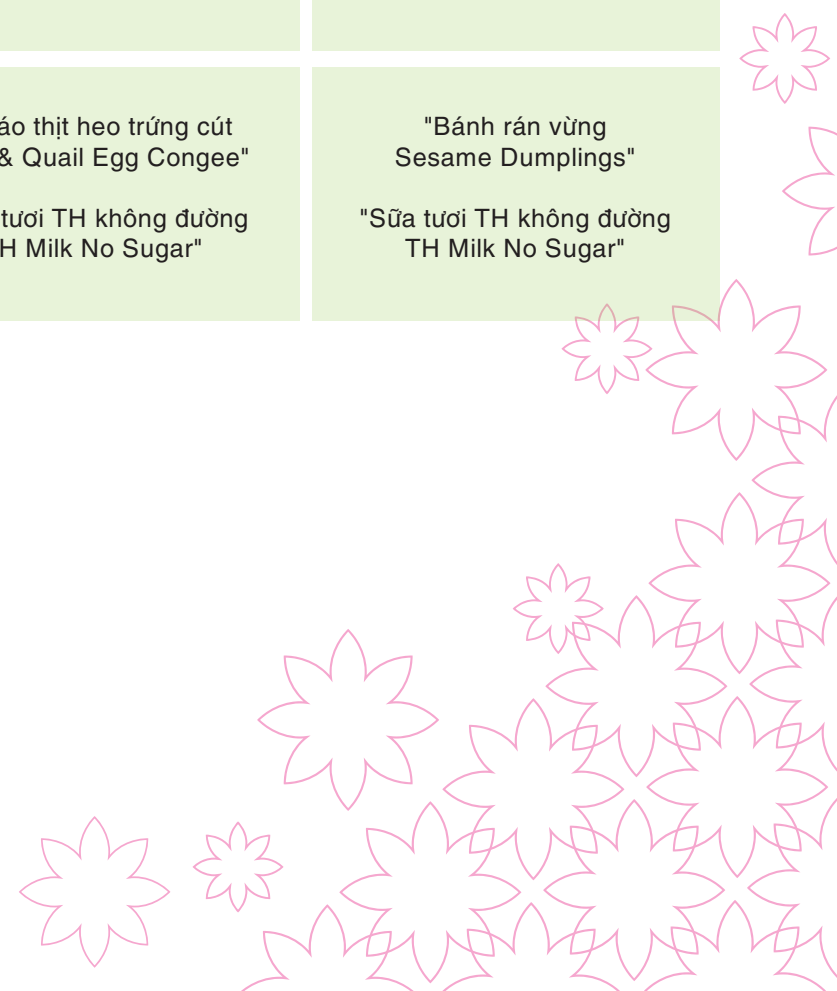 áo thịt heo trứng cút
& Quail Egg Congee"
tươi TH không đường
H Milk No Sugar"
"Bánh rán vừng
Sesame Dumplings"
"Sữa tươi TH không đường
TH Milk No Sugar"